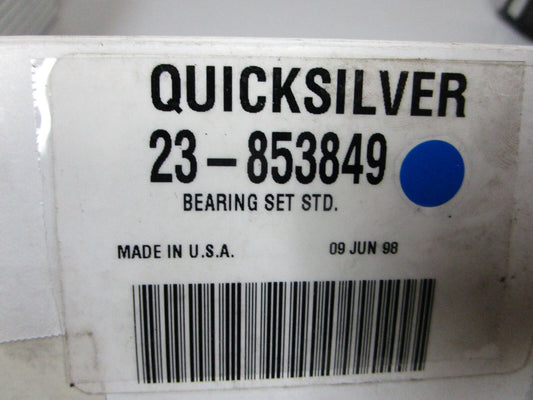 QUICKSILVER
23-853849
BEARING SET STD.
MADE IN U.S.A. 09 JUN 98